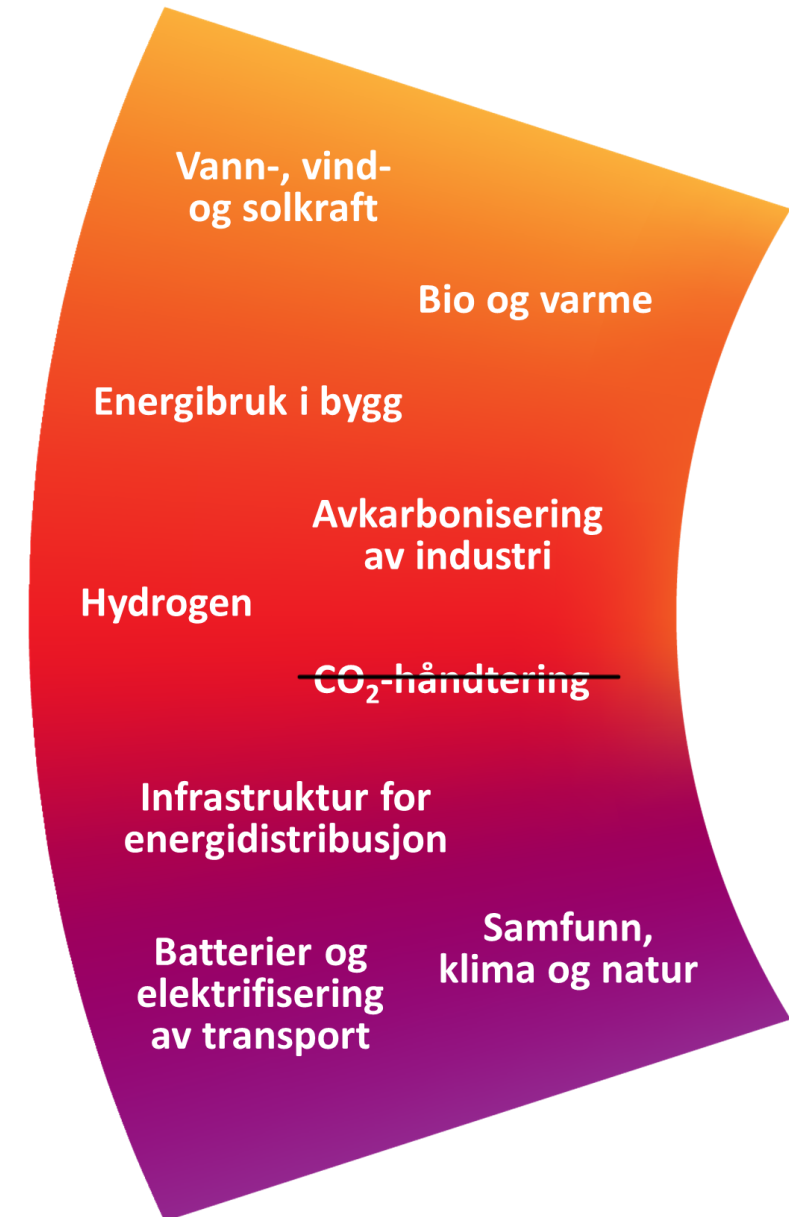 Vann-, vind-
og solkraft
Bio og varme
Energibruk i bygg
Avkarbonisering
av industri
Hydrogen
CO₂-håndtering
Infrastruktur for
energidistribusjon
Samfunn,
klima og natur
Batterier og
elektrifisering
av transport